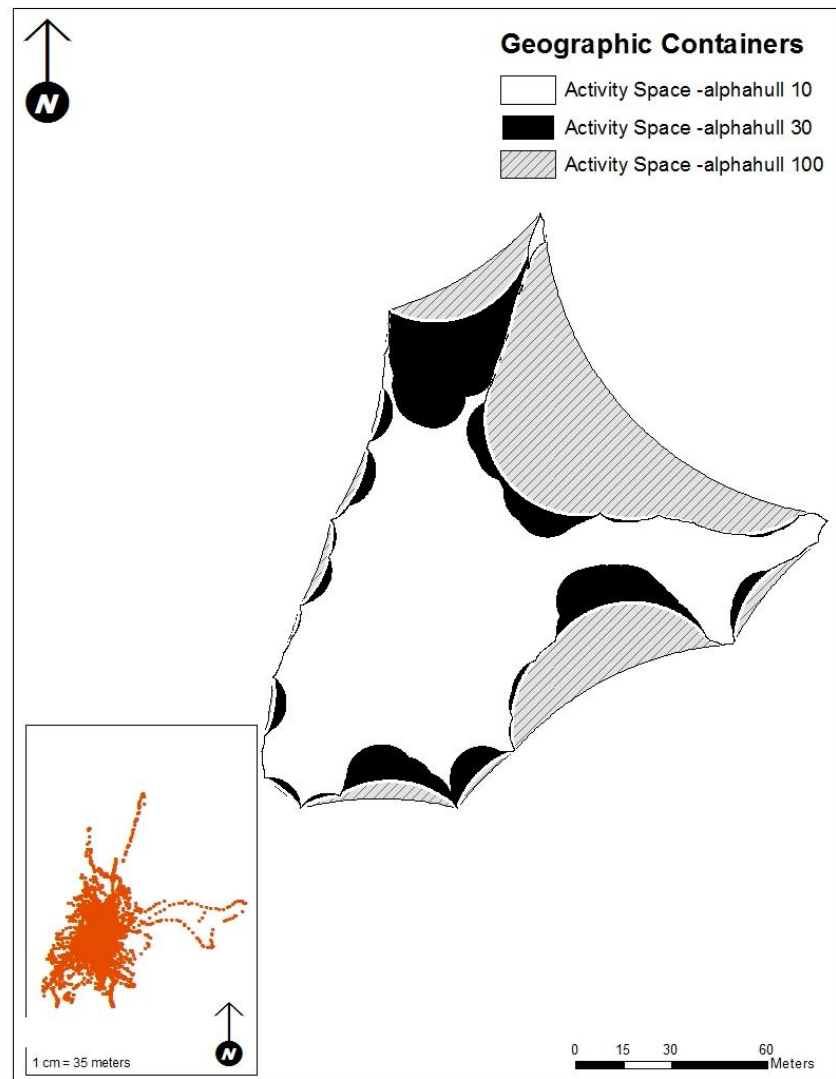 N
Geographic Containers
Activity Space -alphahull 10
Activity Space -alphahull 30
Activity Space -alphahull 100
1 cm = 35 meters
N
0 15 30 60
Meters